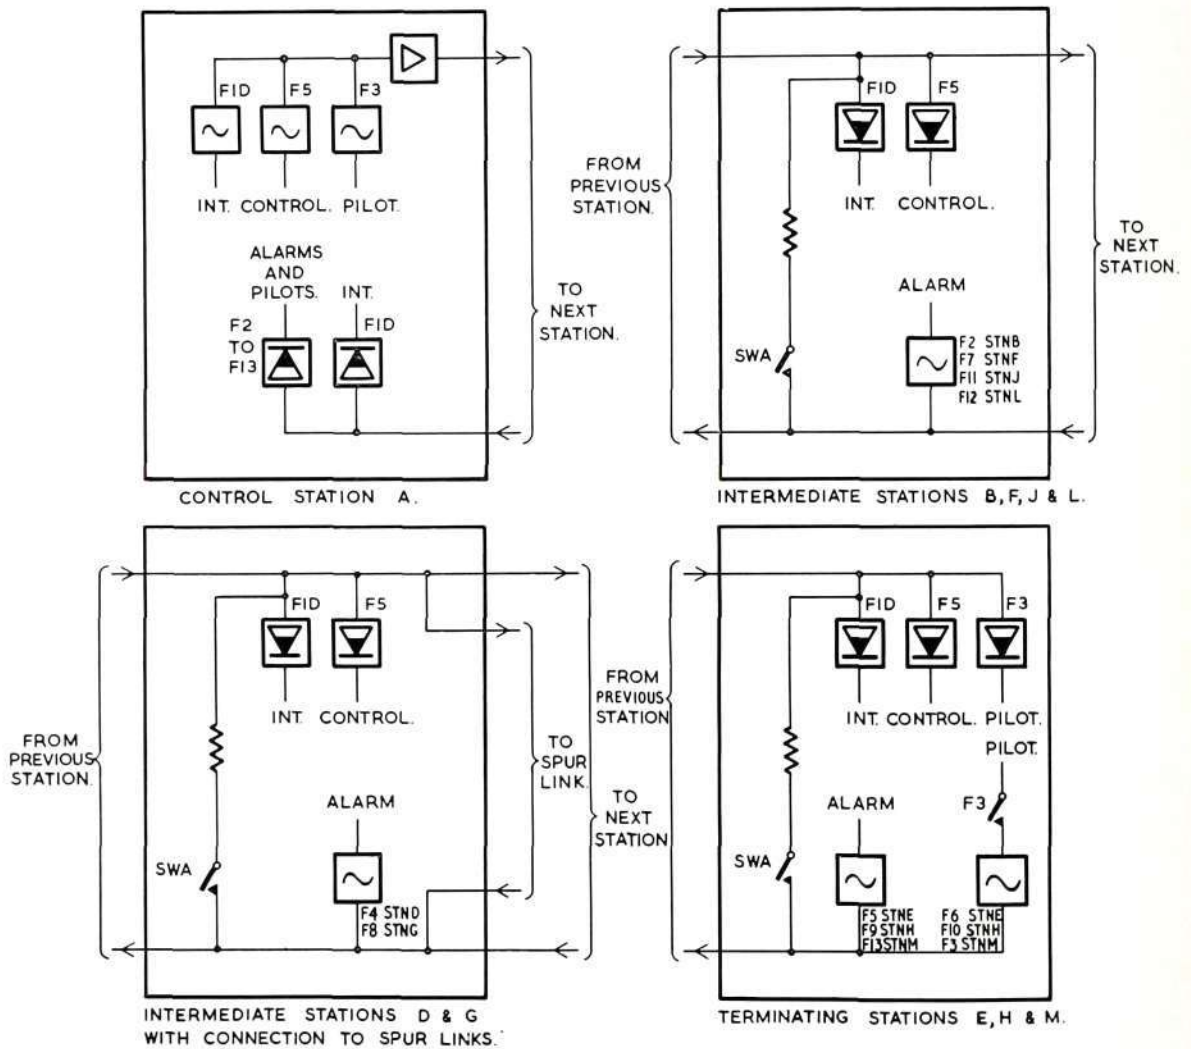 F1D F5 F3
INT. CONTROL. PILOT.
ALARMS
AND
PILOTS.
INT.
F2
TO
F13
F1D
TO
NEXT
STATION.
CONTROL STATION A.
FROM
PREVIOUS
STATION.
F1D F5
INT. CONTROL.
SWA
ALARM
F2 STNB
F7 STNF
F11 STNJ
F12 STNL
TO
NEXT
STATION.
INTERMEDIATE STATIONS B, F, J & L.
FROM
PREVIOUS
STATION.
F1D F5
INT. CONTROL.
SWA
ALARM
F4 STND
F8 STNG
TO
SPUR
LINK.
TO
NEXT
STATION
INTERMEDIATE STATIONS D & G
WITH CONNECTION TO SPUR LINKS.
FROM
PREVIOUS
STATION
F1D F5 F3
INT. CONTROL. PILOT.
PILOT.
F3
SWA
ALARM
F5 STNE
F9 STNH
F13 STNM
F6 STNE
F10 STNH
F3 STNM
TERMINATING STATIONS E, H & M.